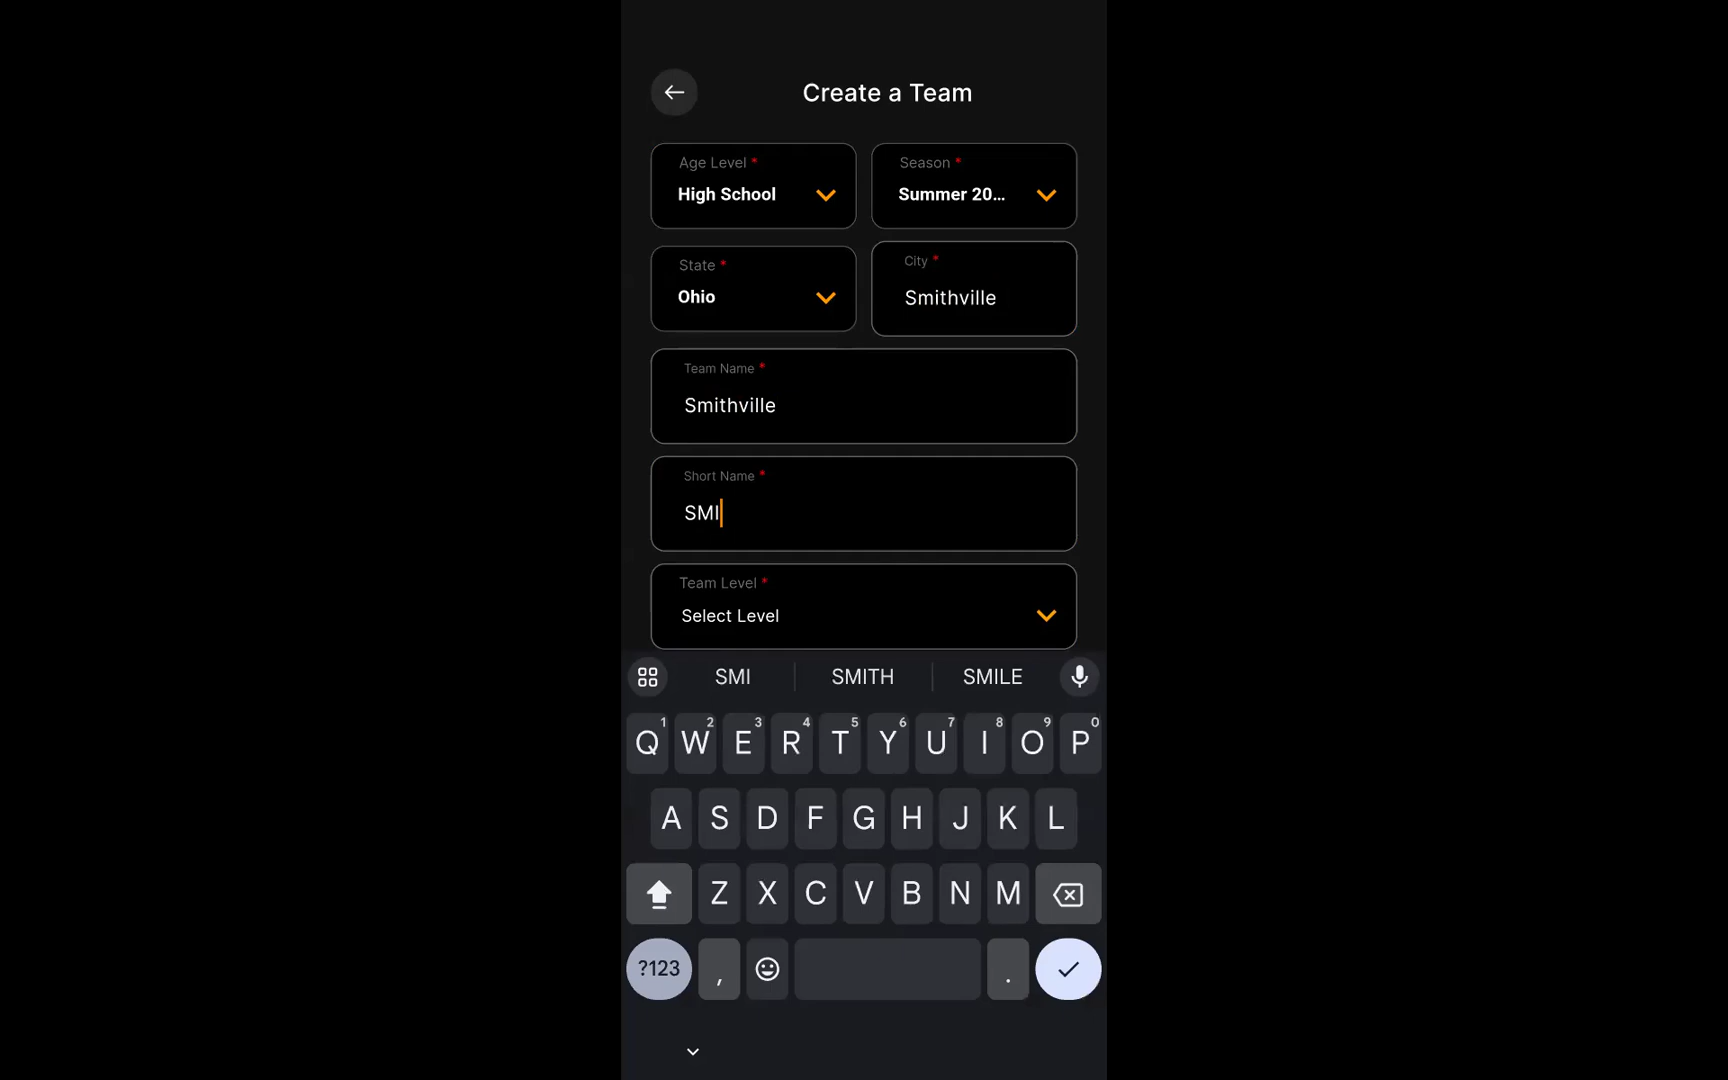 Create a Team
Age Level * Season *
High School Summer 20...
State * City *
Ohio Smithville
Team Name *
Smithville
Short Name *
SMI
Team Level *
Select Level
SMI SMITH SMILE
1 2 3 4 5 6 7 8 9 0
Q W E R T Y U I O P
A S D F G H J K L
Z X C V B N M
?123 , .